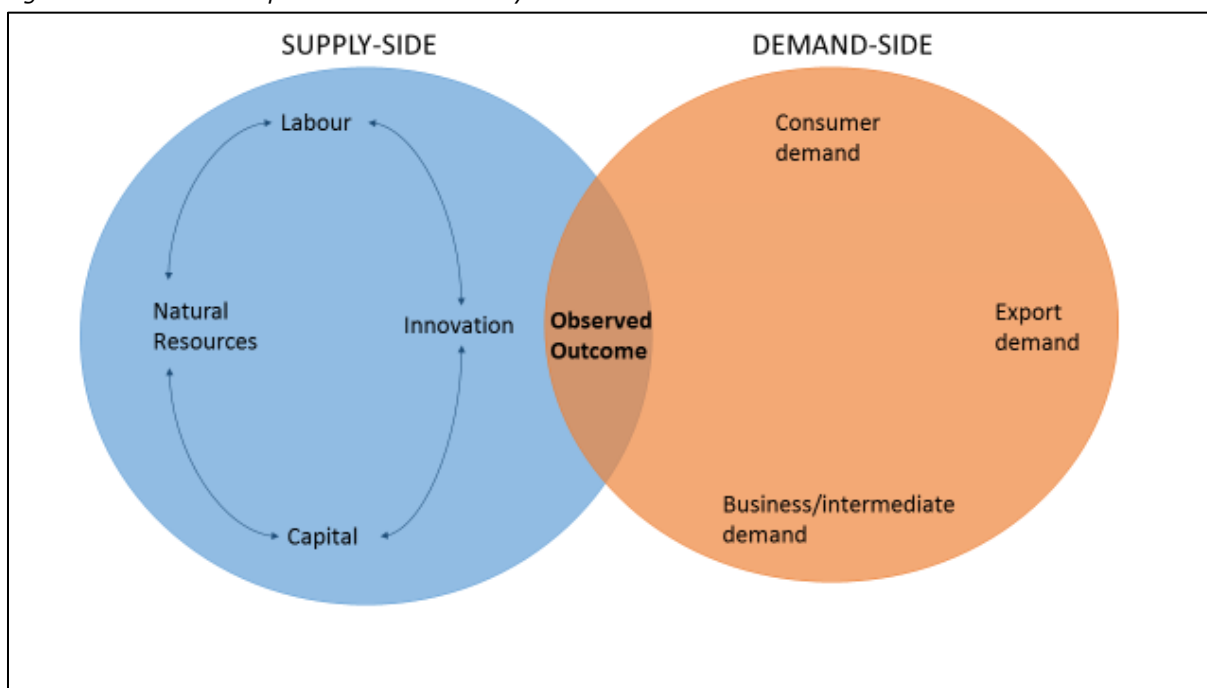 SUPPLY-SIDE
DEMAND-SIDE
Labour
Consumer
demand
Natural
Resources
Innovation
Observed
Outcome
Export
demand
Capital
Business/intermediate
demand